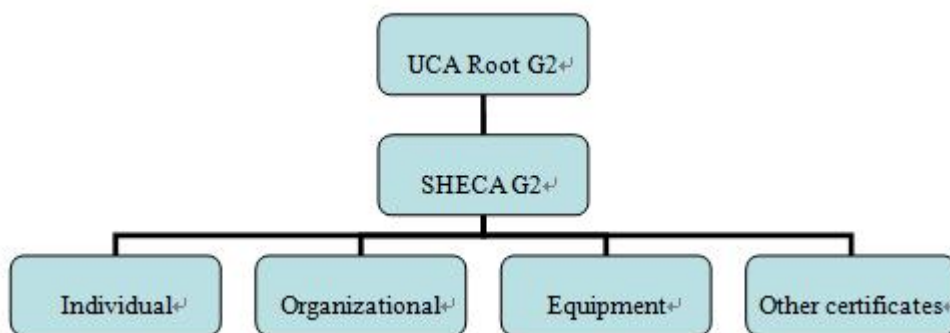 UCA Root G2↵
SHECA G2↵
Individual↵
Organizational↵
Equipment↵
Other certificates